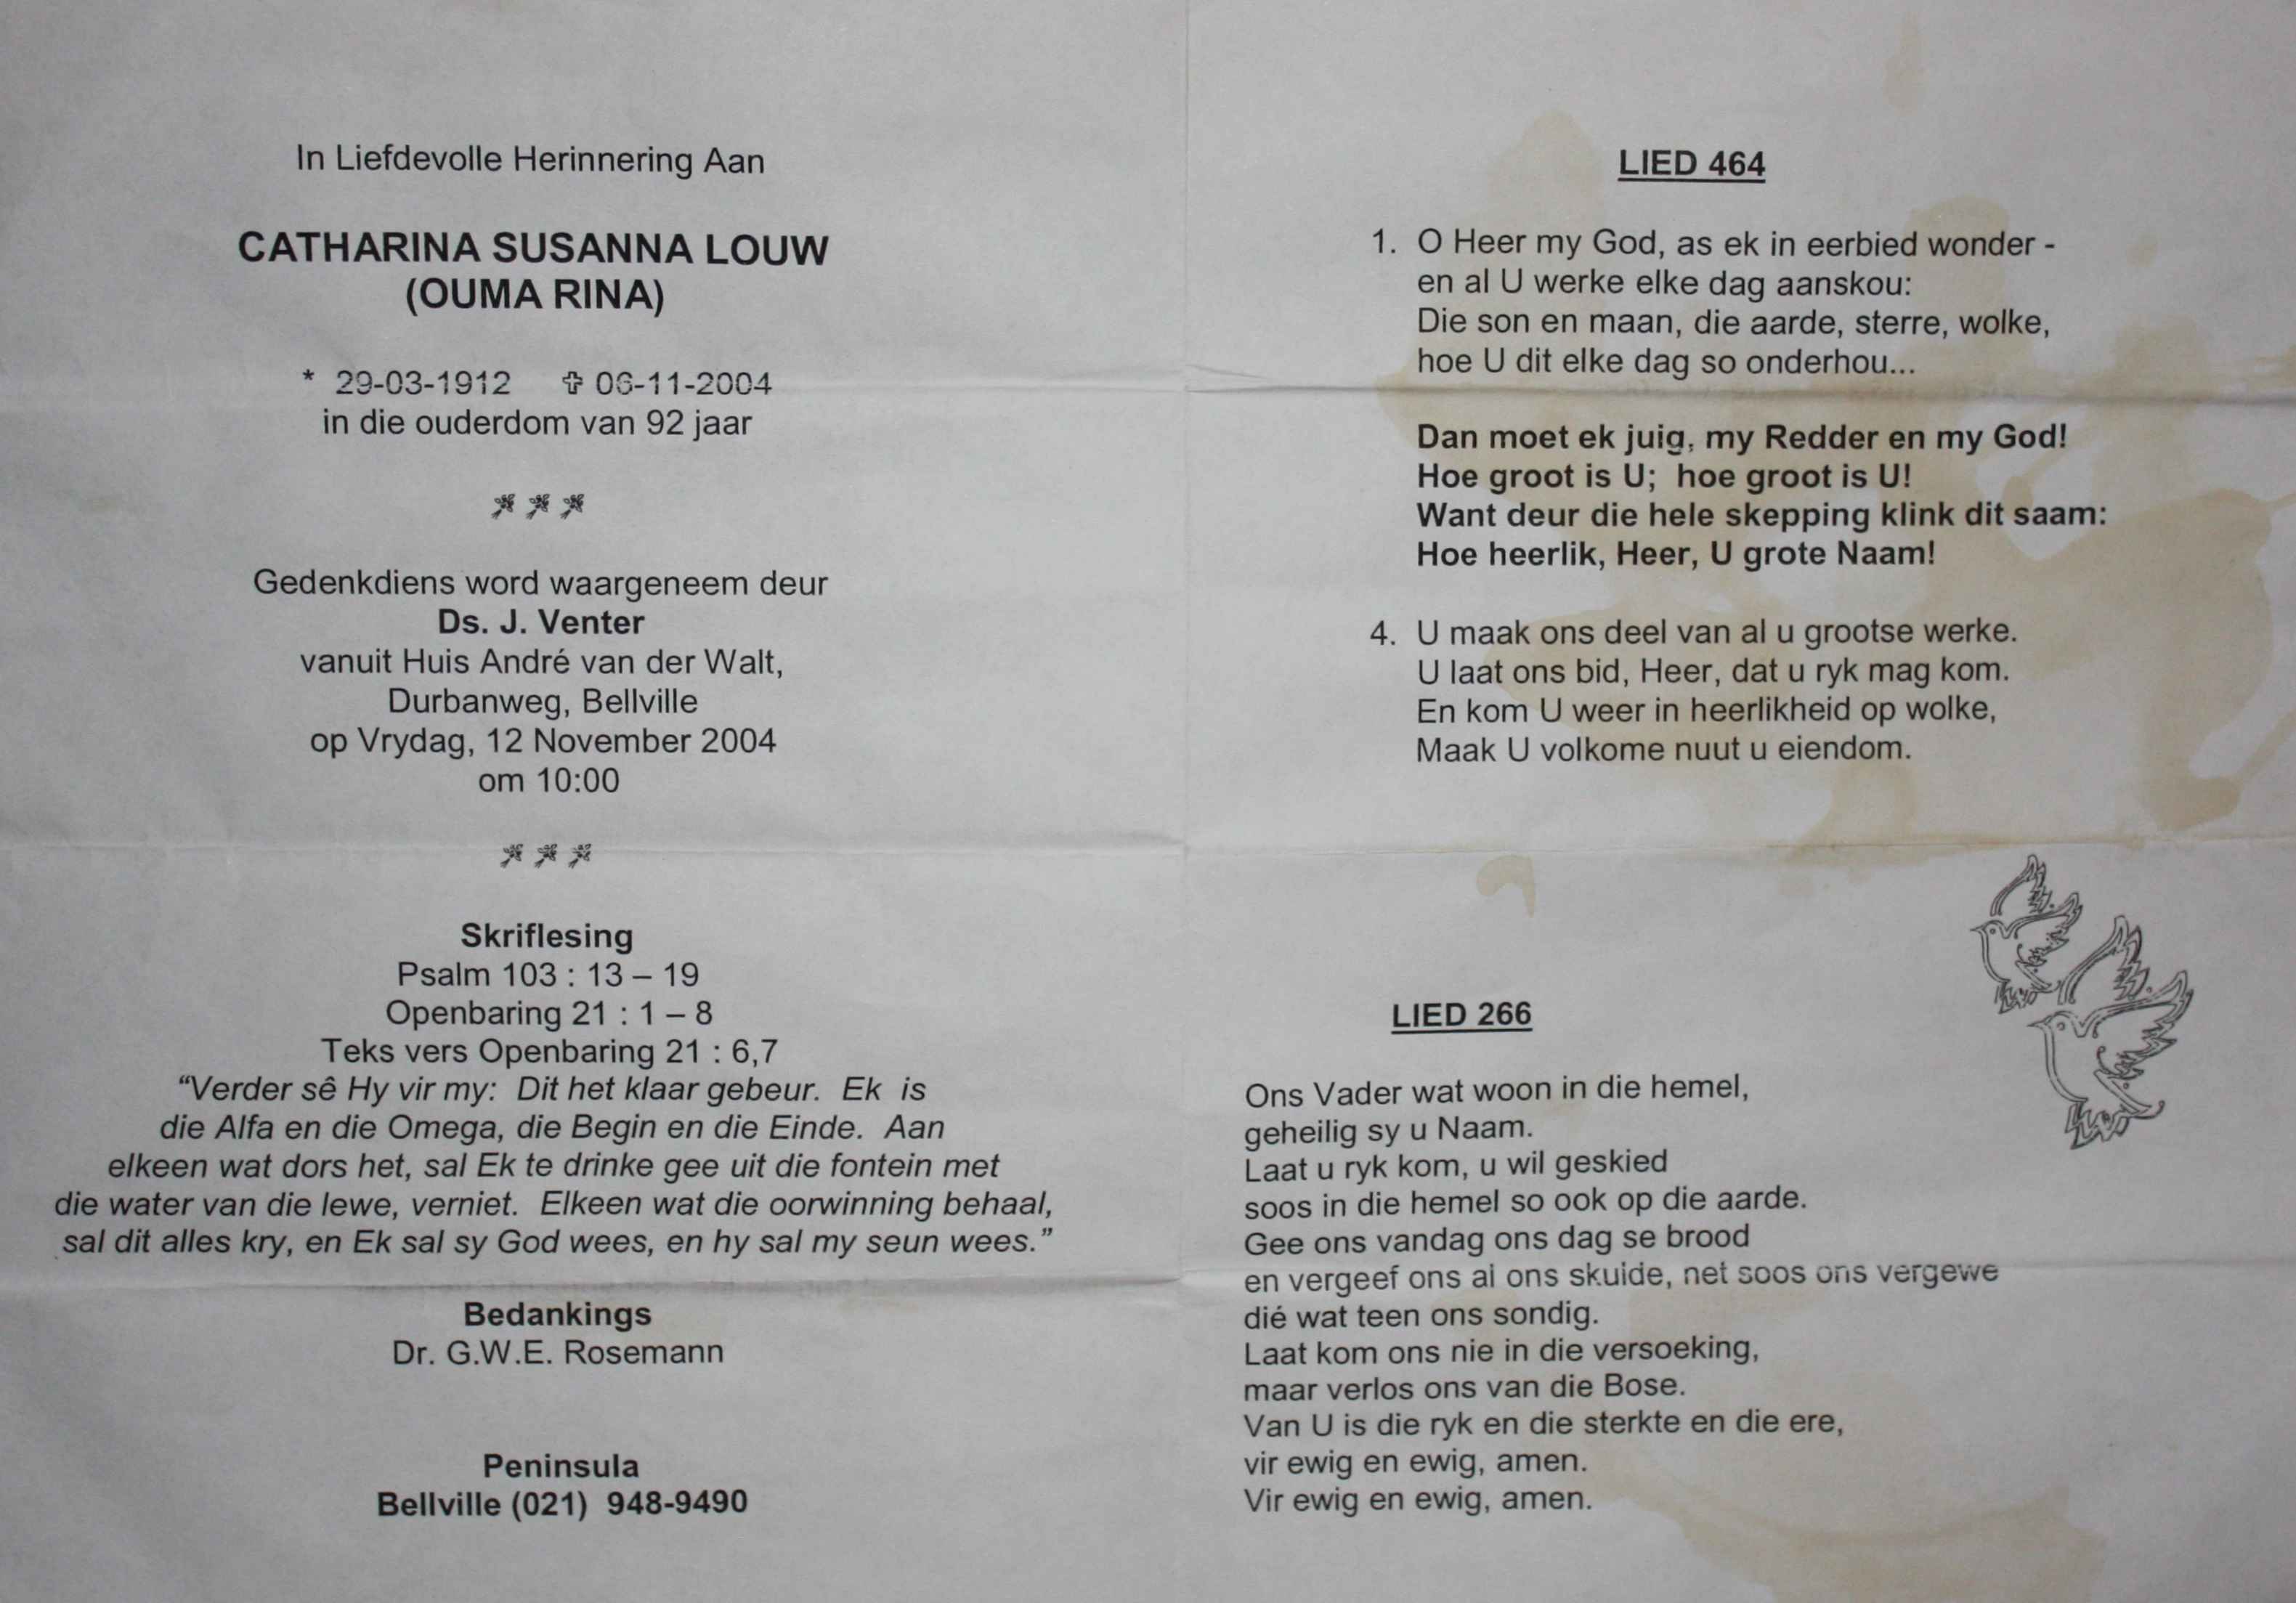 In Liefdevolle Herinnering Aan
CATHARINA SUSANNA LOUW
(OUMA RINA)
* 29-03-1912 ✞ 06-11-2004
in die ouderdom van 92 jaar
Gedenkdiens word waargeneem deur
Ds. J. Venter
vanuit Huis André van der Walt,
Durbanweg, Bellville
op Vrydag, 12 November 2004
om 10:00
Skriflesing
Psalm 103 : 13 – 19
Openbaring 21 : 1 – 8
Teks vers Openbaring 21 : 6,7
“Verder sê Hy vir my: Dit het klaar gebeur. Ek is
die Alfa en die Omega, die Begin en die Einde. Aan
elkeen wat dors het, sal Ek te drinke gee uit die fontein met
die water van die lewe, verniet. Elkeen wat die oorwinning behaal,
sal dit alles kry, en Ek sal sy God wees, en hy sal my seun wees.”
Bedankings
Dr. G.W.E. Rosemann
Peninsula
Bellville (021) 948-9490
LIED 464
1. O Heer my God, as ek in eerbied wonder -
en al U werke elke dag aanskou:
Die son en maan, die aarde, sterre, wolke,
hoe U dit elke dag so onderhou...
Dan moet ek juig, my Redder en my God!
Hoe groot is U; hoe groot is U!
Want deur die hele skepping klink dit saam:
Hoe heerlik, Heer, U grote Naam!
4. U maak ons deel van al u grootse werke.
U laat ons bid, Heer, dat u ryk mag kom.
En kom U weer in heerlikheid op wolke,
Maak U volkome nuut u eiendom.
LIED 266
Ons Vader wat woon in die hemel,
geheilig sy u Naam.
Laat u ryk kom, u wil geskied
soos in die hemel so ook op die aarde.
Gee ons vandag ons dag se brood
en vergeef ons al ons skulde, net soos ons vergewe
dié wat teen ons sondig.
Laat kom ons nie in die versoeking,
maar verlos ons van die Bose.
Van U is die ryk en die sterkte en die ere,
vir ewig en ewig, amen.
Vir ewig en ewig, amen.